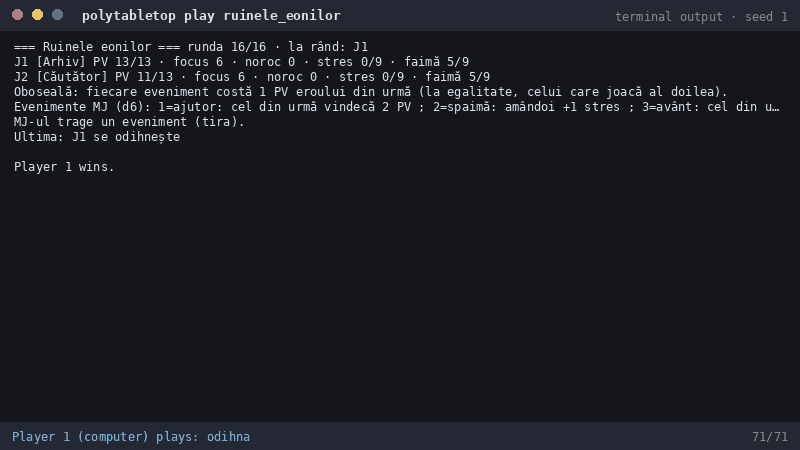 polytabletop play ruinele_eonilor
terminal output · seed 1
=== Ruinele eonilor === runda 16/16 · la rând: J1
J1 [Arhiv] PV 13/13 · focus 6 · noroc 0 · stres 0/9 · faimă 5/9
J2 [Căutător] PV 11/13 · focus 6 · noroc 0 · stres 0/9 · faimă 5/9
Oboseală: fiecare eveniment costă 1 PV eroului din urmă (la egalitate, celui care joacă al doilea).
Evenimente MJ (d6): 1=ajutor: cel din urmă vindecă 2 PV ; 2=spaimă: amândoi +1 stres ; 3=avânt: cel din u…
MJ-ul trage un eveniment (tira).
Ultima: J1 se odihnește
Player 1 wins.
Player 1 (computer) plays: odihna
71/71